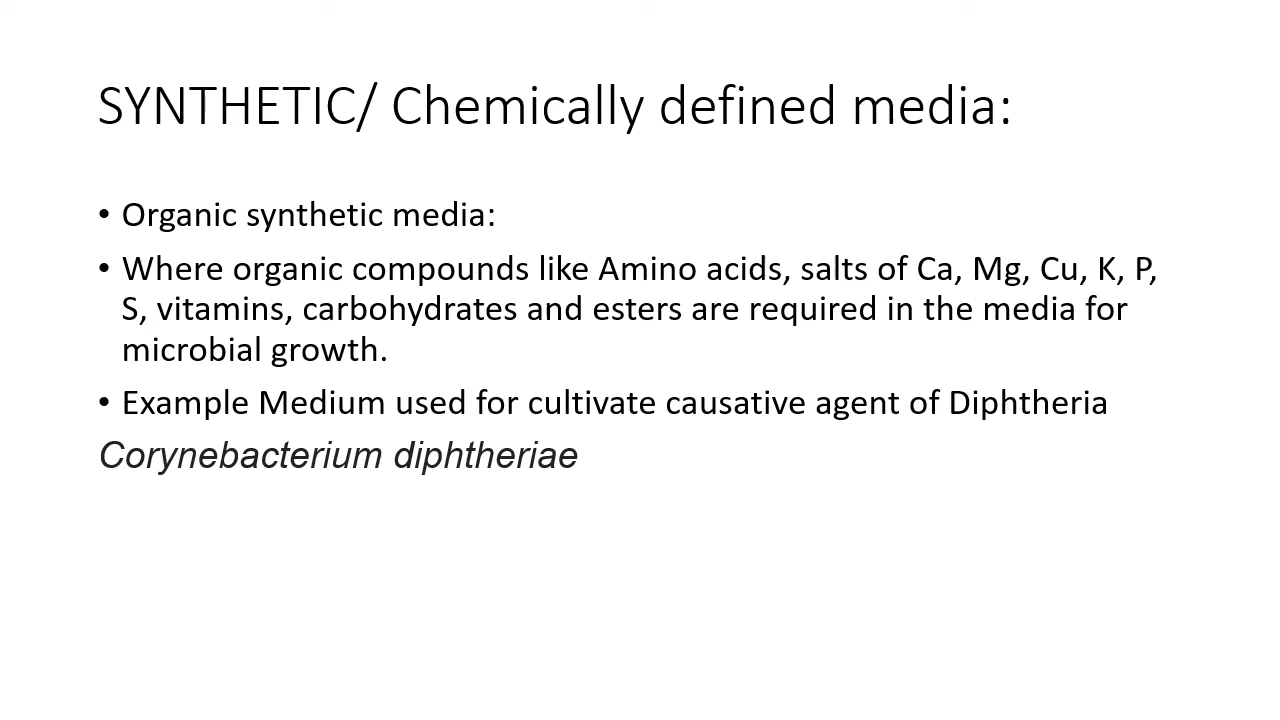 SYNTHETIC/ Chemically defined media:
• Organic synthetic media:
• Where organic compounds like Amino acids, salts of Ca, Mg, Cu, K, P,
S, vitamins, carbohydrates and esters are required in the media for
microbial growth.
• Example Medium used for cultivate causative agent of Diphtheria
Corynebacterium diphtheriae